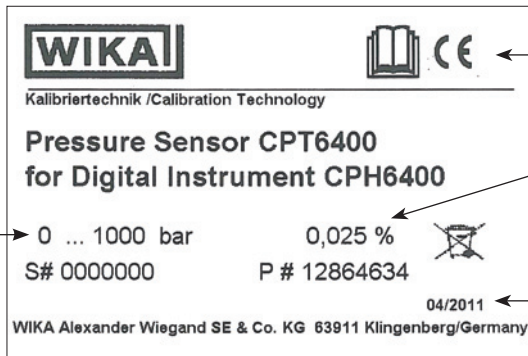 WIKA
CE
Kalibriertechnik /Calibration Technology
Pressure Sensor CPT6400
for Digital Instrument CPH6400
0 ... 1000 bar 0,025 %
S# 0000000 P # 12864634
04/2011
WIKA Alexander Wiegand SE & Co. KG 63911 Klingenberg/Germany